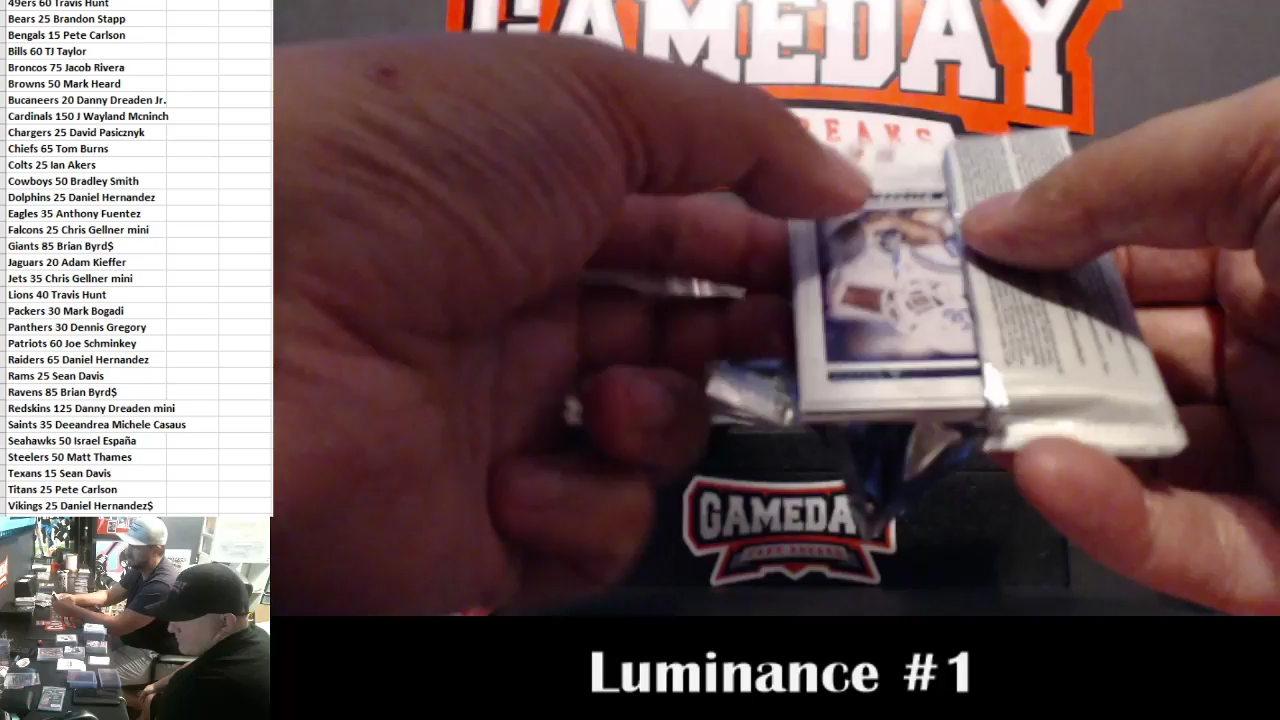 49ers 60 Travis Hunt
Bears 25 Brandon Stapp
Bengals 15 Pete Carlson
Bills 60 TJ Taylor
Broncos 75 Jacob Rivera
Browns 50 Mark Heard
Bucaneers 20 Danny Dreaden Jr.
Cardinals 150 J Wayland Mcninch
Chargers 25 David Pasicznyk
Chiefs 65 Tom Burns
Colts 25 Ian Akers
Cowboys 50 Bradley Smith
Dolphins 25 Daniel Hernandez
Eagles 35 Anthony Fuentez
Falcons 25 Chris Gellner mini
Giants 85 Brian Byrd$
Jaguars 20 Adam Kieffer
Jets 35 Chris Gellner mini
Lions 40 Travis Hunt
Packers 30 Mark Bogadi
Panthers 30 Dennis Gregory
Patriots 60 Joe Schminkey
Raiders 65 Daniel Hernandez
Rams 25 Sean Davis
Ravens 85 Brian Byrd$
Redskins 125 Danny Dreaden mini
Saints 35 Deeandrea Michele Casaus
Seahawks 50 Israel España
Steelers 50 Matt Thames
Texans 15 Sean Davis
Titans 25 Pete Carlson
Vikings 25 Daniel Hernandez$
GAMEDAY
BREAKS
GAMEDA
Luminance #1